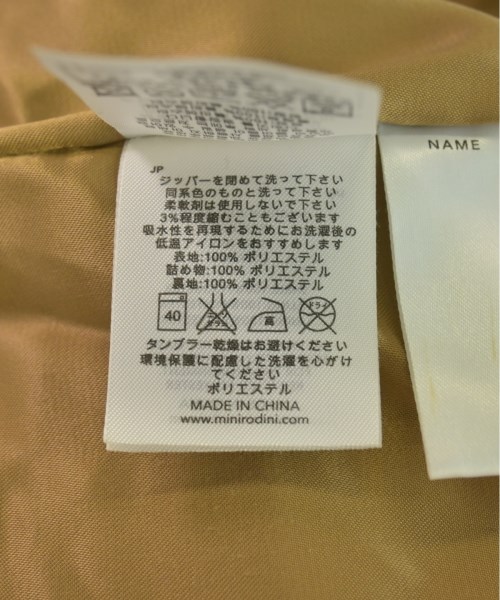 JP
ジッパーを閉めて洗って下さい
同系色のものと洗って下さい
柔軟剤は使用しないで下さい
3%程度縮むこともございます
吸水性を再現するためにお洗濯後の
低温アイロンをおすすめします
表地:100% ポリエステル
詰め物:100% ポリエステル
裏地:100% ポリエステル
40
高
ドライ
タンブラー乾燥はお避けください
環境保護に配慮した洗濯を心がけ
てください
ポリエステル
MADE IN CHINA
www.minirodini.com
NAME